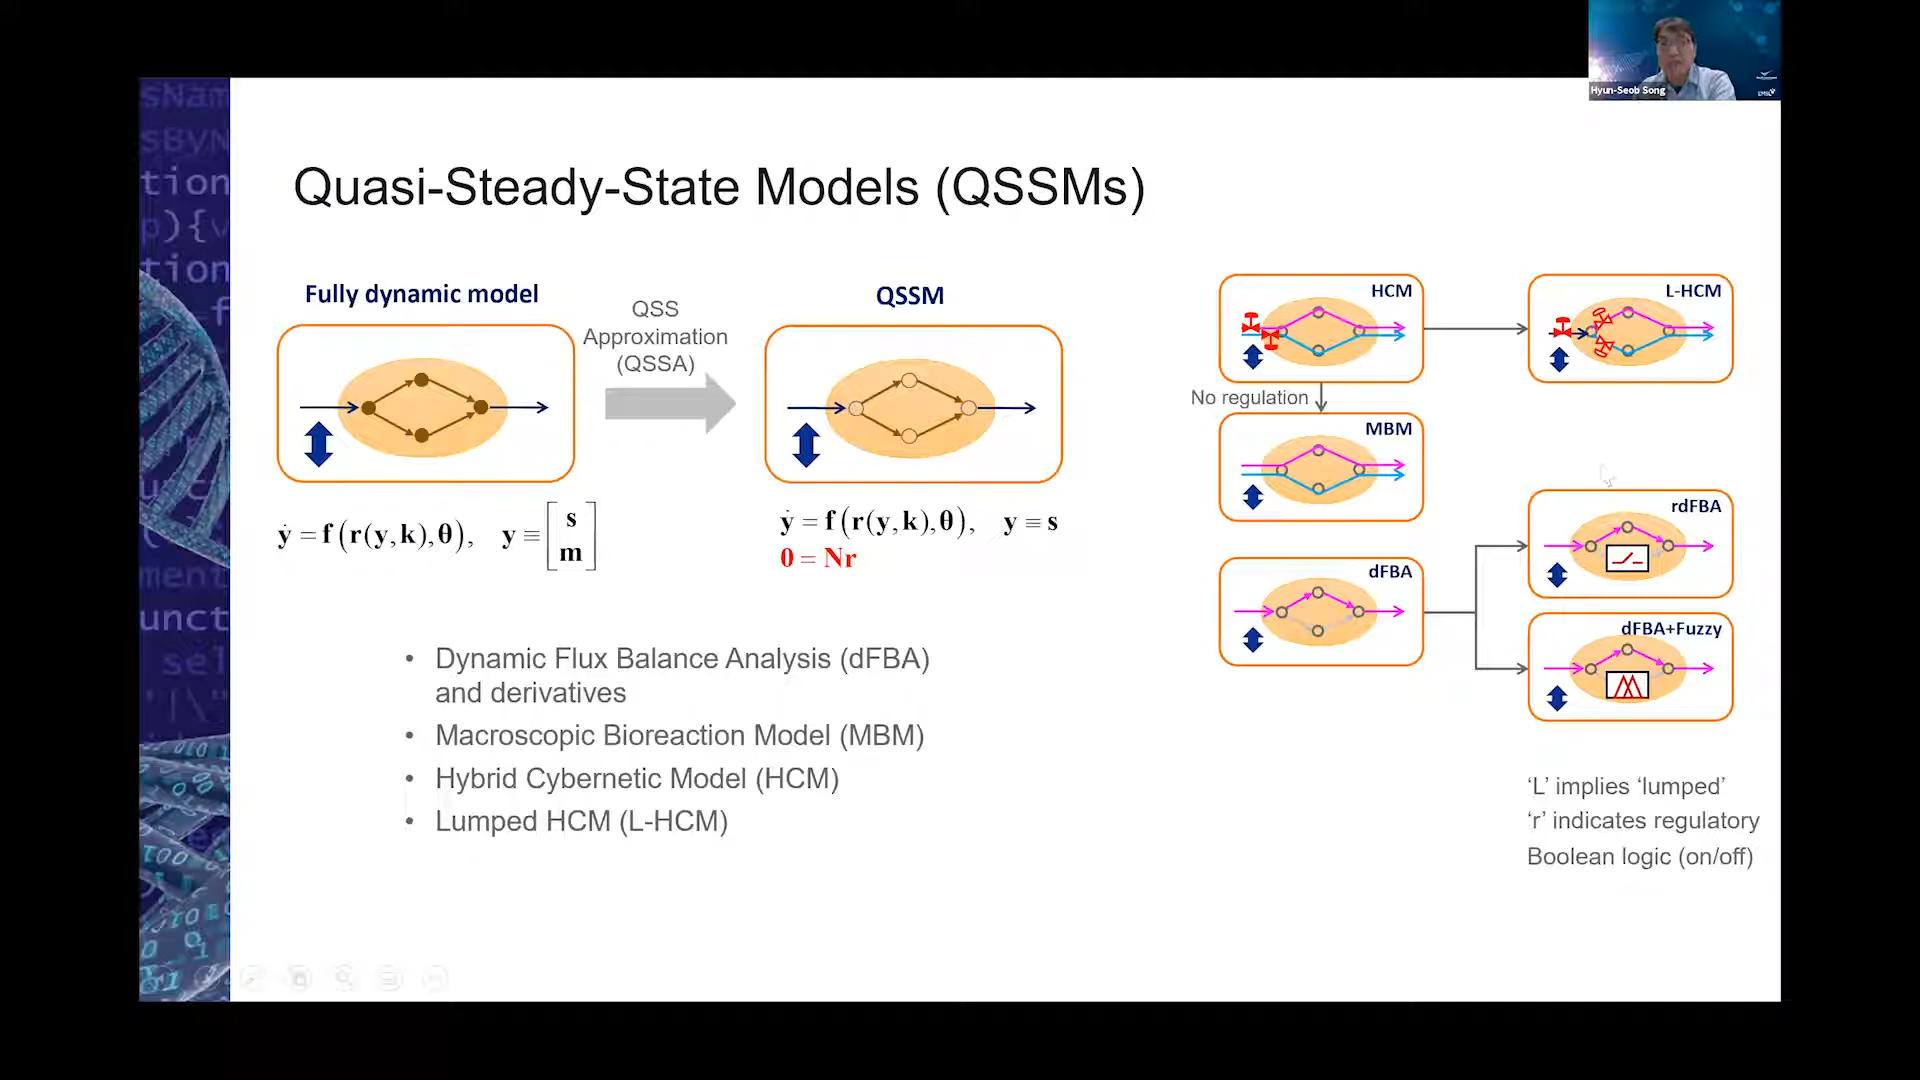 Hyun-Seob Song
Quasi-Steady-State Models (QSSMs)
Fully dynamic model
QSS
Approximation
(QSSA)
QSSM
ẏ = f(r(y, k), θ), y ≡ [s m]
ẏ = f(r(y, k), θ), y ≡ s
0 = Nr
• Dynamic Flux Balance Analysis (dFBA)
and derivatives
• Macroscopic Bioreaction Model (MBM)
• Hybrid Cybernetic Model (HCM)
• Lumped HCM (L-HCM)
HCM
L-HCM
No regulation
MBM
rdFBA
dFBA
dFBA+Fuzzy
‘L’ implies ‘lumped’
‘r’ indicates regulatory
Boolean logic (on/off)